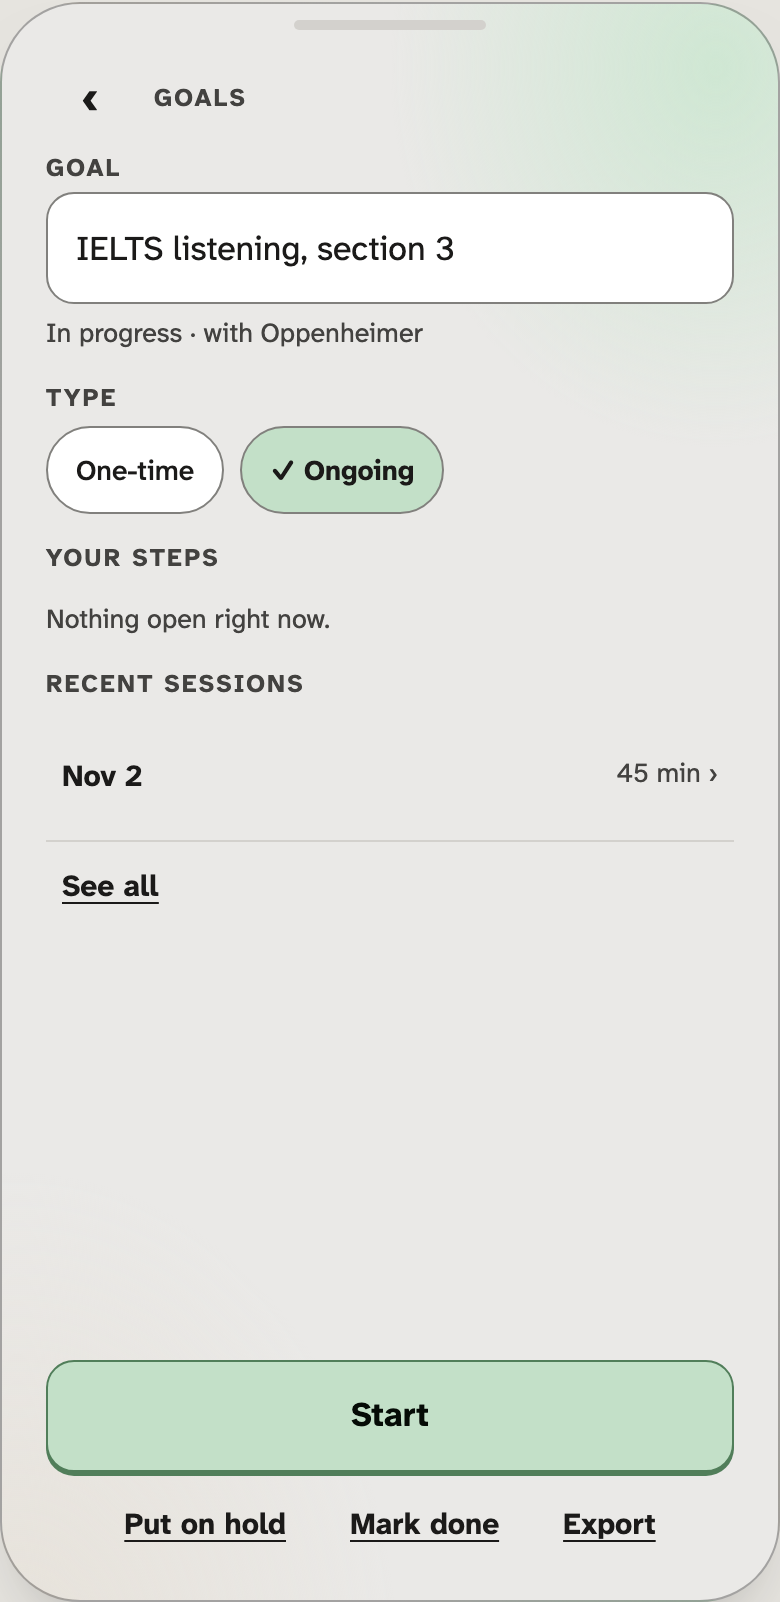 ‹ GOALS
GOAL
IELTS listening, section 3
In progress · with Oppenheimer
TYPE
One-time ✓ Ongoing
YOUR STEPS
Nothing open right now.
RECENT SESSIONS
Nov 2 45 min ›
See all
Start
Put on hold Mark done Export